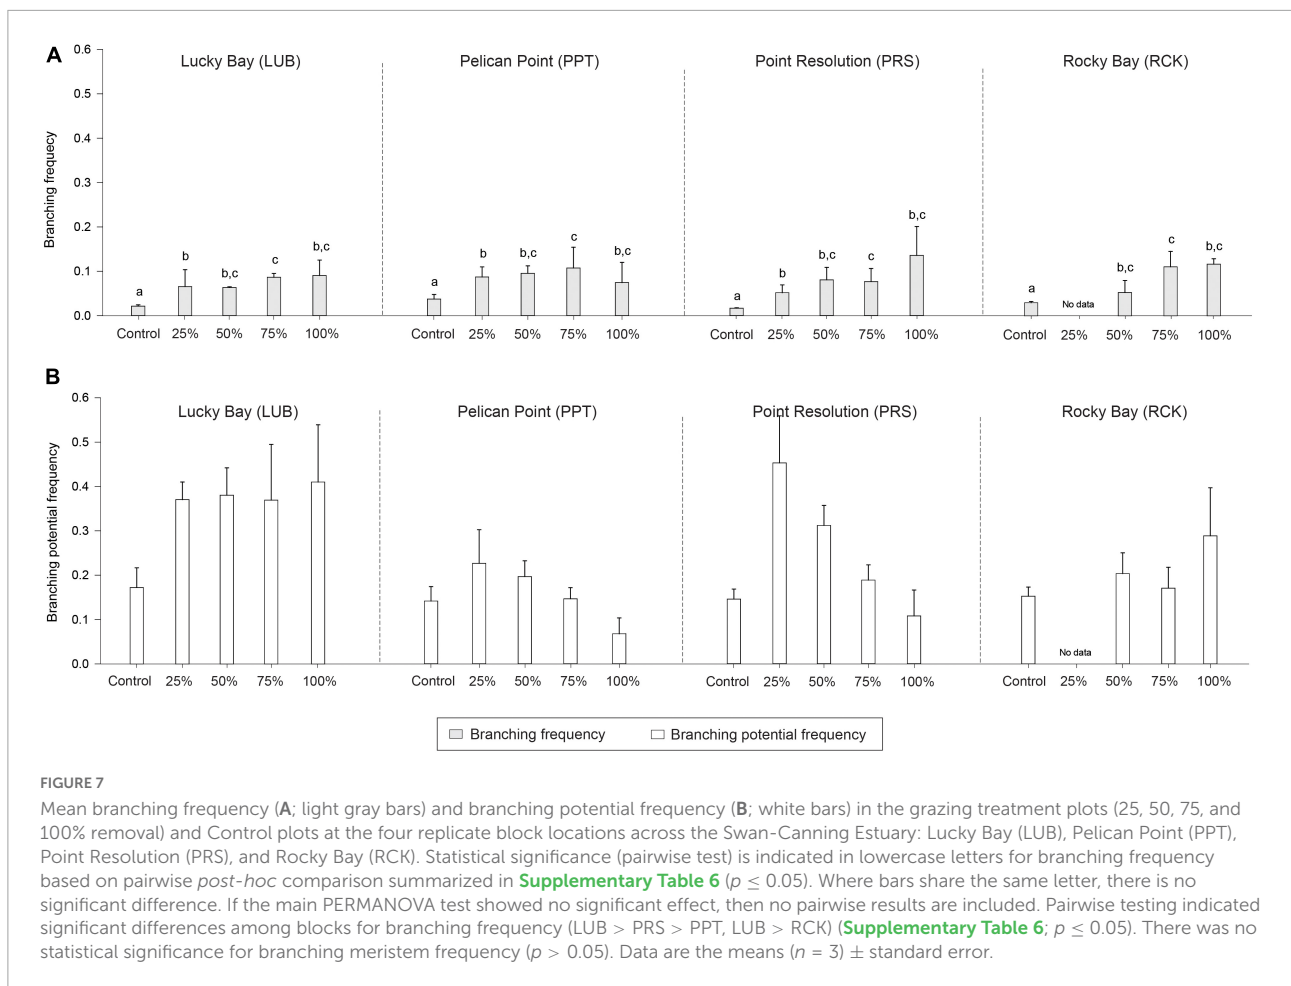 A
0.6
0.5
0.4
0.3
0.2
0.1
0.0
Branching frequecy
Lucky Bay (LUB) Pelican Point (PPT) Point Resolution (PRS) Rocky Bay (RCK)
a b b,c c b,c a b b,c c b,c a b b,c c b,c a No data b,c c b,c
Control 25% 50% 75% 100% Control 25% 50% 75% 100% Control 25% 50% 75% 100% Control 25% 50% 75% 100%
B
0.6
0.5
0.4
0.3
0.2
0.1
0.0
Branching potential frequency
Lucky Bay (LUB) Pelican Point (PPT) Point Resolution (PRS) Rocky Bay (RCK)
No data
Control 25% 50% 75% 100% Control 25% 50% 75% 100% Control 25% 50% 75% 100% Control 25% 50% 75% 100%
Branching frequency Branching potential frequency
FIGURE 7
Mean branching frequency (A; light gray bars) and branching potential frequency (B; white bars) in the grazing treatment plots (25, 50, 75, and
100% removal) and Control plots at the four replicate block locations across the Swan-Canning Estuary: Lucky Bay (LUB), Pelican Point (PPT),
Point Resolution (PRS), and Rocky Bay (RCK). Statistical significance (pairwise test) is indicated in lowercase letters for branching frequency
based on pairwise post-hoc comparison summarized in Supplementary Table 6 (p ≤ 0.05). Where bars share the same letter, there is no
significant difference. If the main PERMANOVA test showed no significant effect, then no pairwise results are included. Pairwise testing indicated
significant differences among blocks for branching frequency (LUB > PRS > PPT, LUB > RCK) (Supplementary Table 6; p ≤ 0.05). There was no
statistical significance for branching meristem frequency (p > 0.05). Data are the means (n = 3) ± standard error.